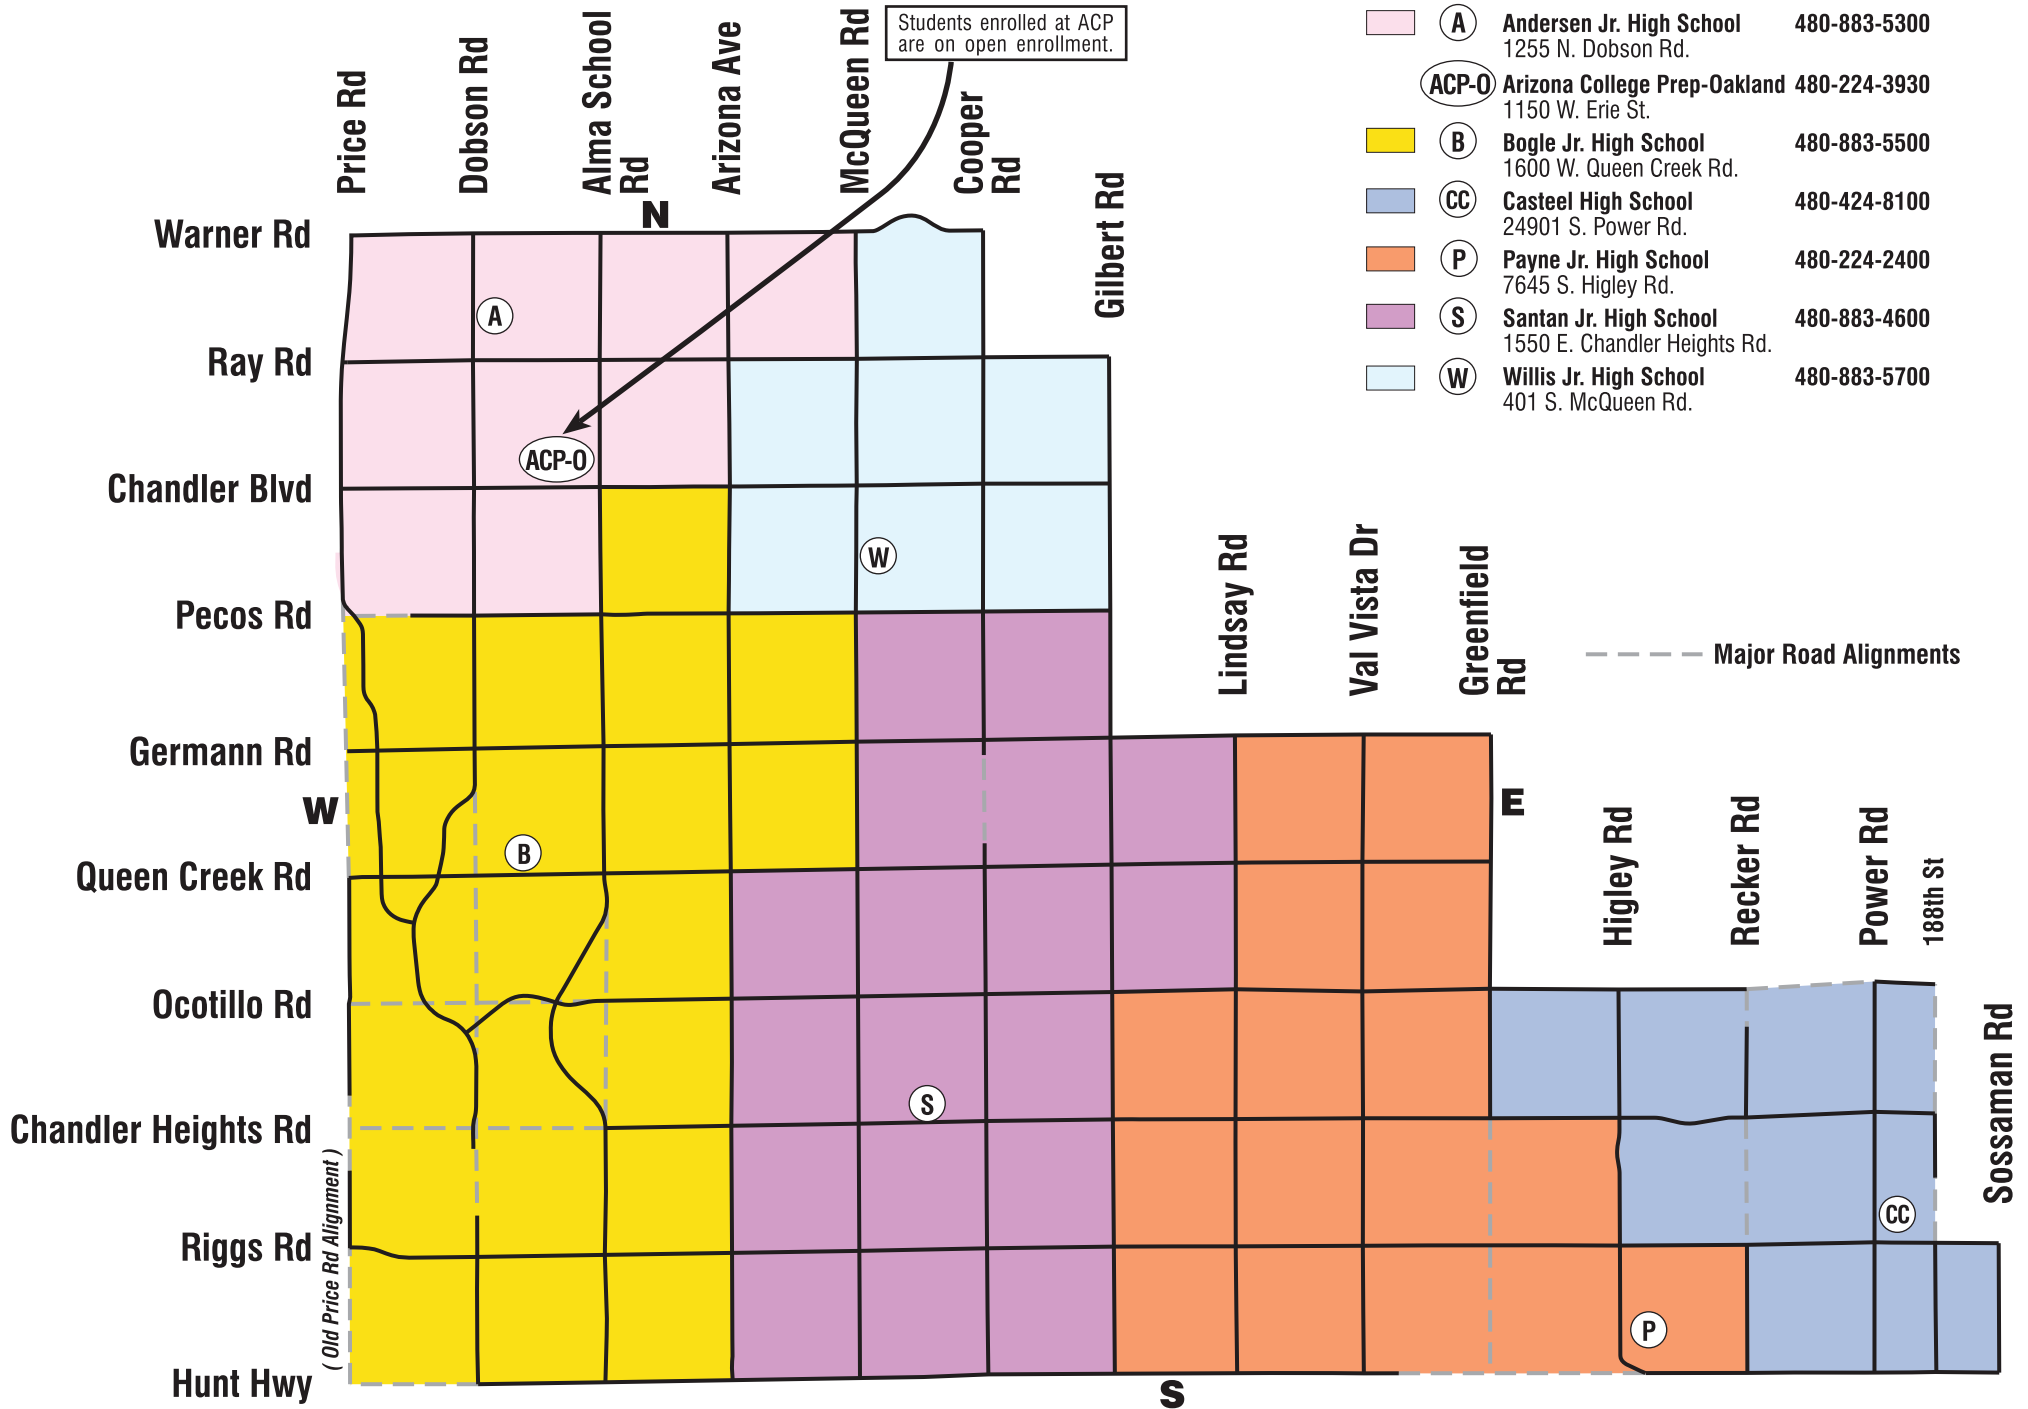 Students enrolled at ACP
are on open enrollment.
Price Rd
Dobson Rd
Alma School
Rd
Arizona Ave
McQueen Rd
Cooper
Rd
Gilbert Rd
A Andersen Jr. High School 480-883-5300
1255 N. Dobson Rd.
ACP-O Arizona College Prep-Oakland 480-224-3930
1150 W. Erie St.
B Bogle Jr. High School 480-883-5500
1600 W. Queen Creek Rd.
CC Casteel High School 480-424-8100
24901 S. Power Rd.
P Payne Jr. High School 480-224-2400
7645 S. Higley Rd.
S Santan Jr. High School 480-883-4600
1550 E. Chandler Heights Rd.
W Willis Jr. High School 480-883-5700
401 S. McQueen Rd.
N
Warner Rd
A
Ray Rd
ACP-O
Chandler Blvd
W
Pecos Rd
Lindsay Rd
Val Vista Dr
Greenfield
Rd
Major Road Alignments
Germann Rd
W
E
B
Queen Creek Rd
Higley Rd
Recker Rd
Power Rd
188th St
Ocotillo Rd
Sossaman Rd
S
Chandler Heights Rd
( Old Price Rd Alignment )
CC
Riggs Rd
P
Hunt Hwy
S